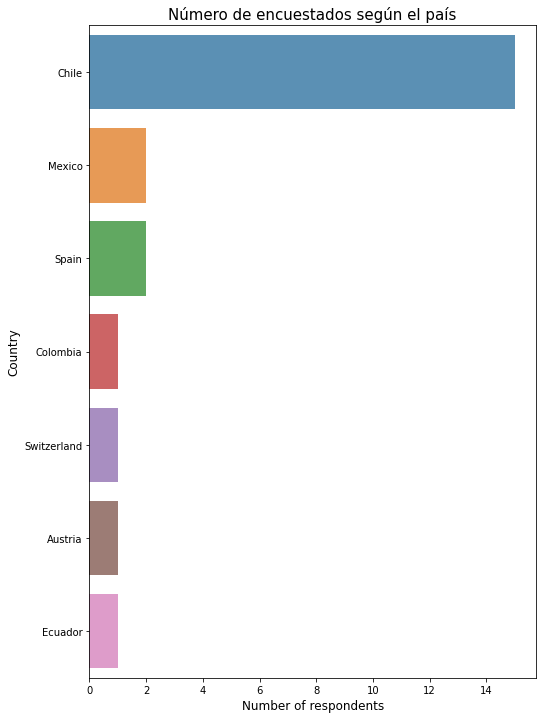 Número de encuestados según el país
Chile
Mexico
Spain
Colombia
Switzerland
Austria
Ecuador
Country
0 2 4 6 8 10 12 14
Number of respondents